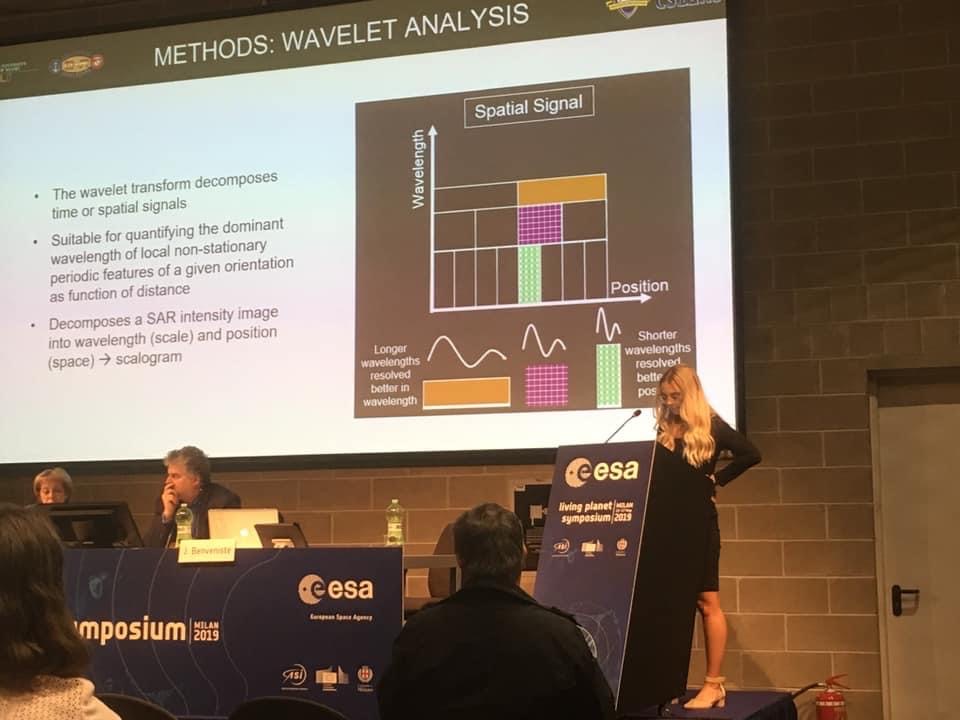 METHODS: WAVELET ANALYSIS
• The wavelet transform decomposes
time or spatial signals
• Suitable for quantifying the dominant
wavelength of local non-stationary
periodic features of a given orientation
as function of distance
• Decomposes a SAR intensity image
into wavelength (scale) and position
(space) → scalogram
Spatial Signal
Wavelength
Position
Longer
wavelengths
resolved
better in
wavelength
Shorter
wavelengths
resolved
esa
living planet
symposium
MILAN
2019
J. Benveniste
esa
European Space Agency
mposium
MILAN
2019
asi